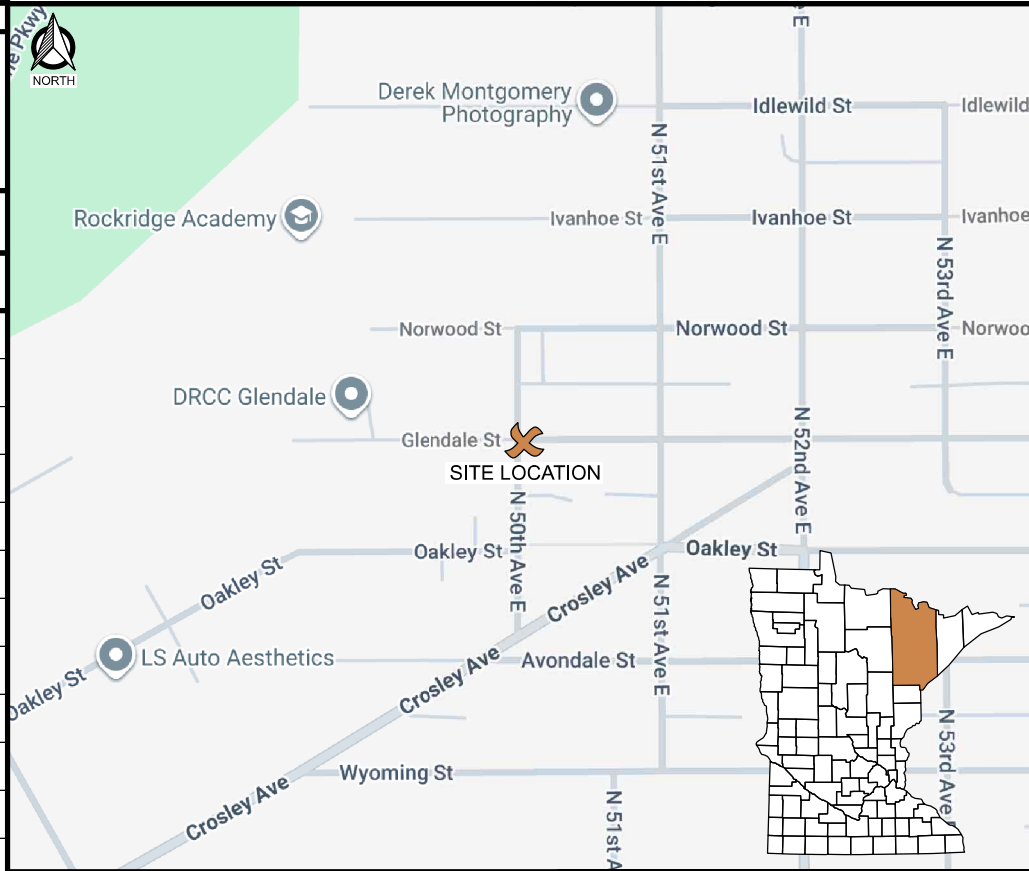 ne Pkwy
E
NORTH
Derek Montgomery
Photography
Idlewild St
Idlewild
N 51st Ave E
Rockridge Academy
Ivanhoe St
Ivanhoe St
Ivanhoe
N 53rd Ave E
Norwood St
Norwood St
Norwoo
DRCC Glendale
Glendale St
N 52nd Ave E
SITE LOCATION
N 50th Ave E
Oakley St
Oakley St
Oakley St
Crosley Ave
N 51st Ave E
LS Auto Aesthetics
Avondale St
Oakley St
Crosley Ave
N 53rd Ave
Wyoming St
Crosley Ave
N 51st A